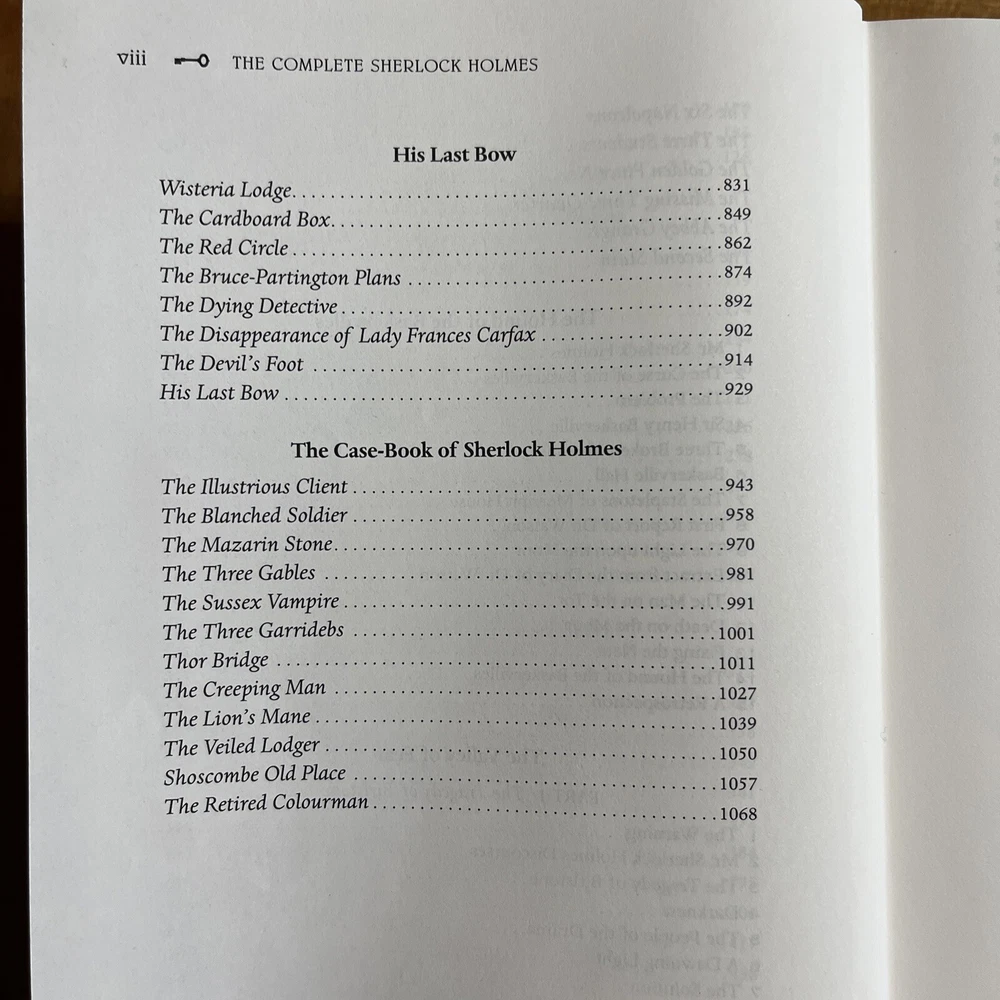 viii THE COMPLETE SHERLOCK HOLMES
His Last Bow
Wisteria Lodge. . . . . . . . . . . . . . . . . . . . . . . . . . . . . . . . . . . . . . . .831
The Cardboard Box. . . . . . . . . . . . . . . . . . . . . . . . . . . . . . . . . . . .849
The Red Circle . . . . . . . . . . . . . . . . . . . . . . . . . . . . . . . . . . . . . . . .862
The Bruce-Partington Plans . . . . . . . . . . . . . . . . . . . . . . . . . . . . .874
The Dying Detective . . . . . . . . . . . . . . . . . . . . . . . . . . . . . . . . . . .892
The Disappearance of Lady Frances Carfax . . . . . . . . . . . . . . . . .902
The Devil's Foot . . . . . . . . . . . . . . . . . . . . . . . . . . . . . . . . . . . . . .914
His Last Bow . . . . . . . . . . . . . . . . . . . . . . . . . . . . . . . . . . . . . . . . .929
The Case-Book of Sherlock Holmes
The Illustrious Client . . . . . . . . . . . . . . . . . . . . . . . . . . . . . . . . . .943
The Blanched Soldier . . . . . . . . . . . . . . . . . . . . . . . . . . . . . . . . . .958
The Mazarin Stone. . . . . . . . . . . . . . . . . . . . . . . . . . . . . . . . . . . .970
The Three Gables . . . . . . . . . . . . . . . . . . . . . . . . . . . . . . . . . . . . .981
The Sussex Vampire . . . . . . . . . . . . . . . . . . . . . . . . . . . . . . . . . . .991
The Three Garridebs . . . . . . . . . . . . . . . . . . . . . . . . . . . . . . . . . .1001
Thor Bridge . . . . . . . . . . . . . . . . . . . . . . . . . . . . . . . . . . . . . . . . .1011
The Creeping Man . . . . . . . . . . . . . . . . . . . . . . . . . . . . . . . . . . .1027
The Lion's Mane . . . . . . . . . . . . . . . . . . . . . . . . . . . . . . . . . . . . .1039
The Veiled Lodger . . . . . . . . . . . . . . . . . . . . . . . . . . . . . . . . . . . .1050
Shoscombe Old Place . . . . . . . . . . . . . . . . . . . . . . . . . . . . . . . . .1057
The Retired Colourman . . . . . . . . . . . . . . . . . . . . . . . . . . . . . . .1068